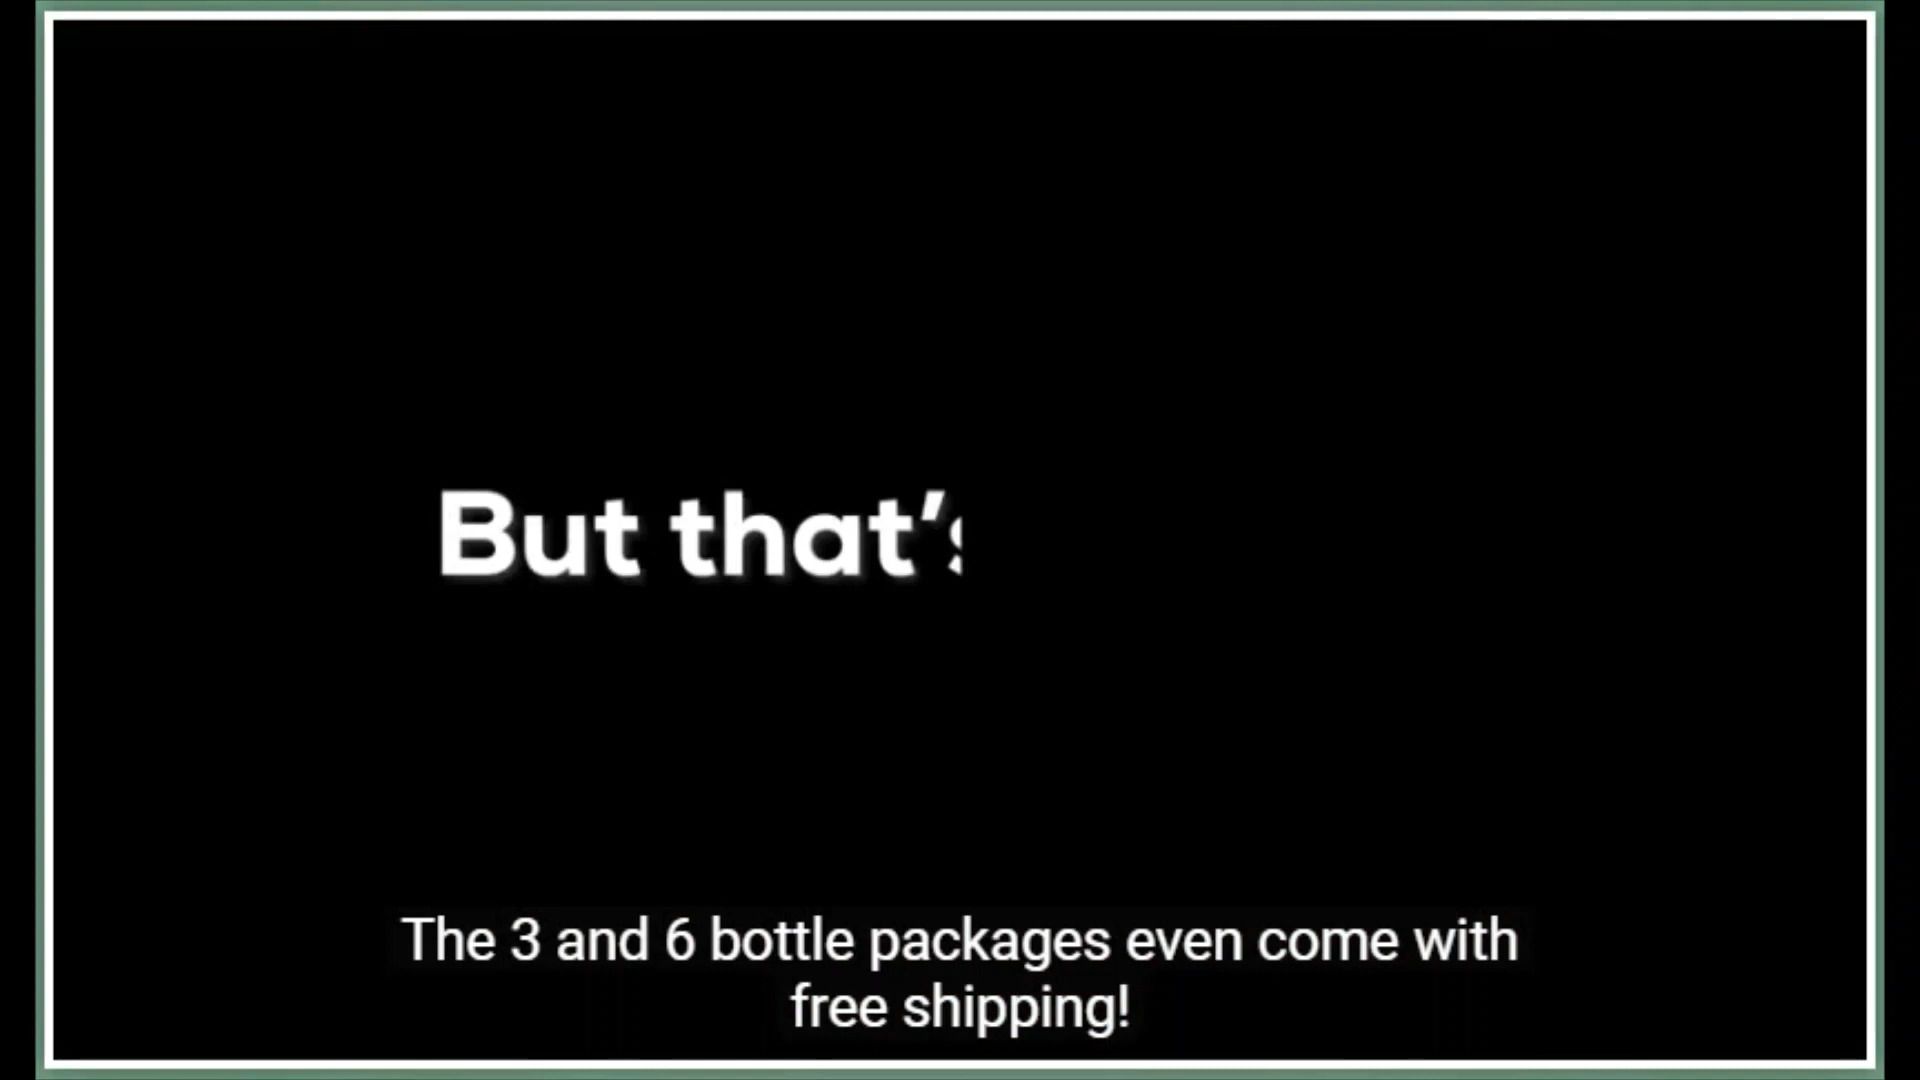 But that's
The 3 and 6 bottle packages even come with
free shipping!